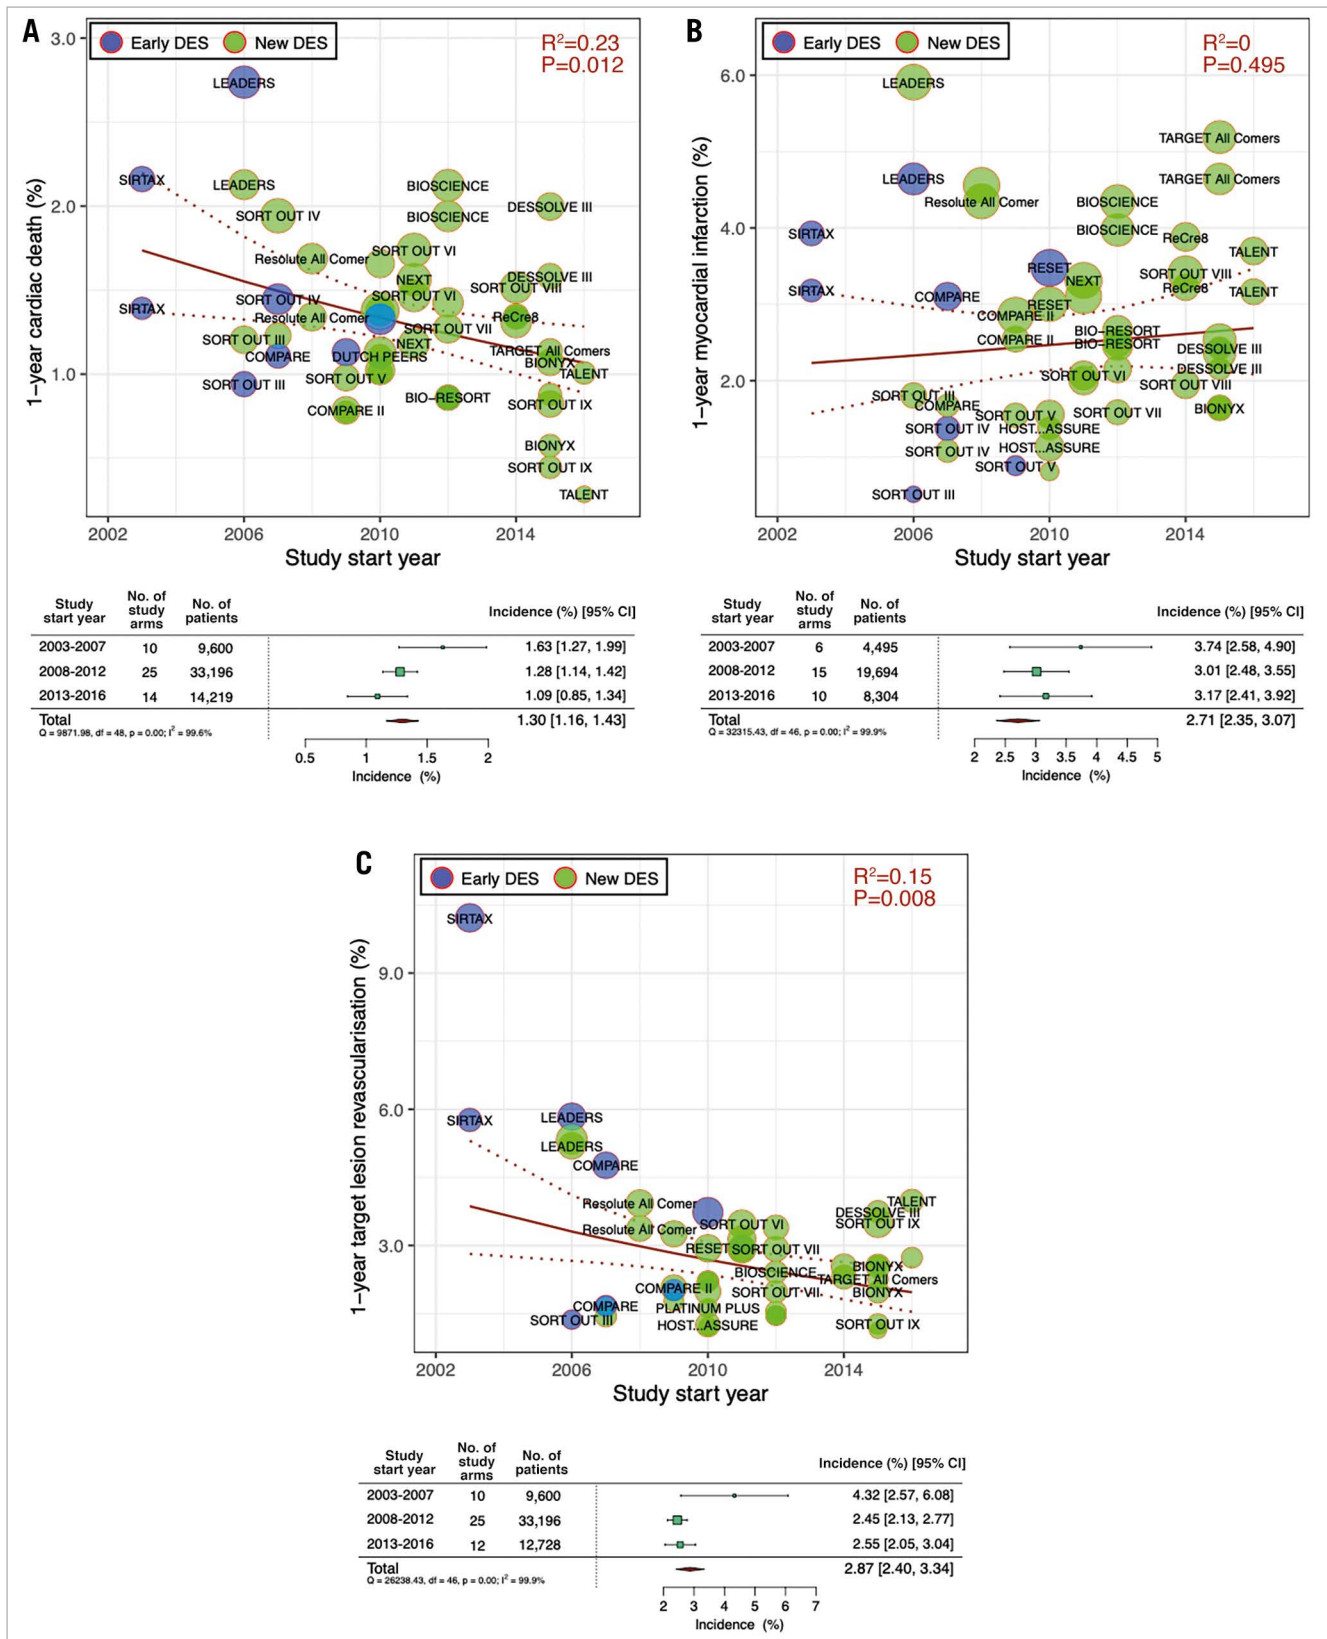 A
Early DES New DES
R²=0.23
P=0.012
1–year cardiac death (%)
3.0
2.0
1.0
LEADERS
SIRTAX
LEADERS
BIOSCIENCE
SORT OUT IV
BIOSCIENCE
DESSOLVE III
Resolute All Comer
SORT OUT VI
NEXT
DESSOLVE III
SORT OUT VIII
SIRTAX
SORT OUT IV
SORT OUT VI
Resolute All Comer
ReCre8
SORT OUT III
SORT OUT VII
NEXT
COMPARE
DUTCH PEERS
TARGET All Comers
BIONYX
TALENT
SORT OUT III
SORT OUT V
BIO–RESORT
COMPARE II
SORT OUT IX
BIONYX
SORT OUT IX
TALENT
2002 2006 2010 2014
Study start year
Study start year No. of study arms No. of patients Incidence (%) [95% CI]
2003-2007 10 9,600 1.63 [1.27, 1.99]
2008-2012 25 33,196 1.28 [1.14, 1.42]
2013-2016 14 14,219 1.09 [0.85, 1.34]
Total 1.30 [1.16, 1.43]
Q = 9871.98, df = 48, p = 0.00; I² = 99.6%
0.5 1 1.5 2
Incidence (%)
B
Early DES New DES
R²=0
P=0.495
1–year myocardial infarction (%)
6.0
4.0
2.0
LEADERS
TARGET All Comers
LEADERS
TARGET All Comers
Resolute All Comer
BIOSCIENCE
SIRTAX
BIOSCIENCE
ReCre8
TALENT
RESET
NEXT
SORT OUT VIII
SIRTAX
COMPARE
ReCre8
TALENT
RESET
COMPARE II
BIO–RESORT
COMPARE II
BIO–RESORT
DESSOLVE III
DESSOLVE III
SORT OUT VI
SORT OUT VIII
SORT OUT III
COMPARE
SORT OUT V
SORT OUT VII
BIONYX
SORT OUT IV
HOST...ASSURE
SORT OUT IV
HOST...ASSURE
SORT OUT V
SORT OUT III
2002 2006 2010 2014
Study start year
Study start year No. of study arms No. of patients Incidence (%) [95% CI]
2003-2007 6 4,495 3.74 [2.58, 4.90]
2008-2012 15 19,694 3.01 [2.48, 3.55]
2013-2016 10 8,304 3.17 [2.41, 3.92]
Total 2.71 [2.35, 3.07]
Q = 32315.43, df = 46, p = 0.00; I² = 99.9%
2 2.5 3 3.5 4 4.5 5
Incidence (%)
C
Early DES New DES
R²=0.15
P=0.008
1–year target lesion revascularisation (%)
9.0
6.0
3.0
SIRTAX
SIRTAX
LEADERS
LEADERS
COMPARE
Resolute All Comer
TALENT
DESSOLVE III
SORT OUT VI
SORT OUT IX
Resolute All Comer
RESET
SORT OUT VII
BIOSCIENCE
BIONYX
TARGET All Comers
COMPARE II
SORT OUT VII
BIONYX
COMPARE
PLATINUM PLUS
SORT OUT III
HOST...ASSURE
SORT OUT IX
2002 2006 2010 2014
Study start year
Study start year No. of study arms No. of patients Incidence (%) [95% CI]
2003-2007 10 9,600 4.32 [2.57, 6.08]
2008-2012 25 33,196 2.45 [2.13, 2.77]
2013-2016 12 12,728 2.55 [2.05, 3.04]
Total 2.87 [2.40, 3.34]
Q = 26238.43, df = 46, p = 0.00; I² = 99.9%
2 3 4 5 6 7
Incidence (%)